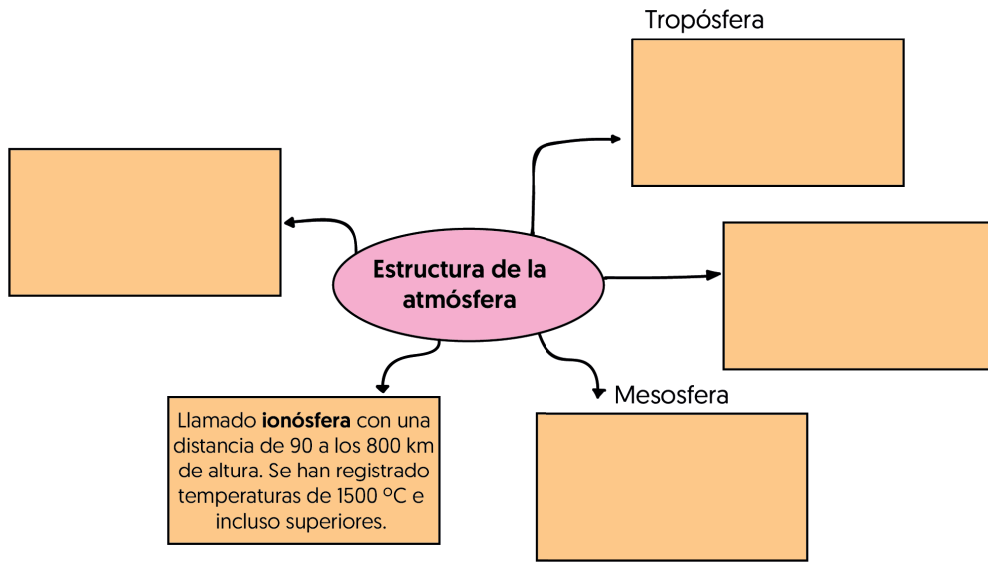 Tropósfera
Estructura de la
atmósfera
Mesosfera
Llamado ionósfera con una
distancia de 90 a los 800 km
de altura. Se han registrado
temperaturas de 1500 ºC e
incluso superiores.